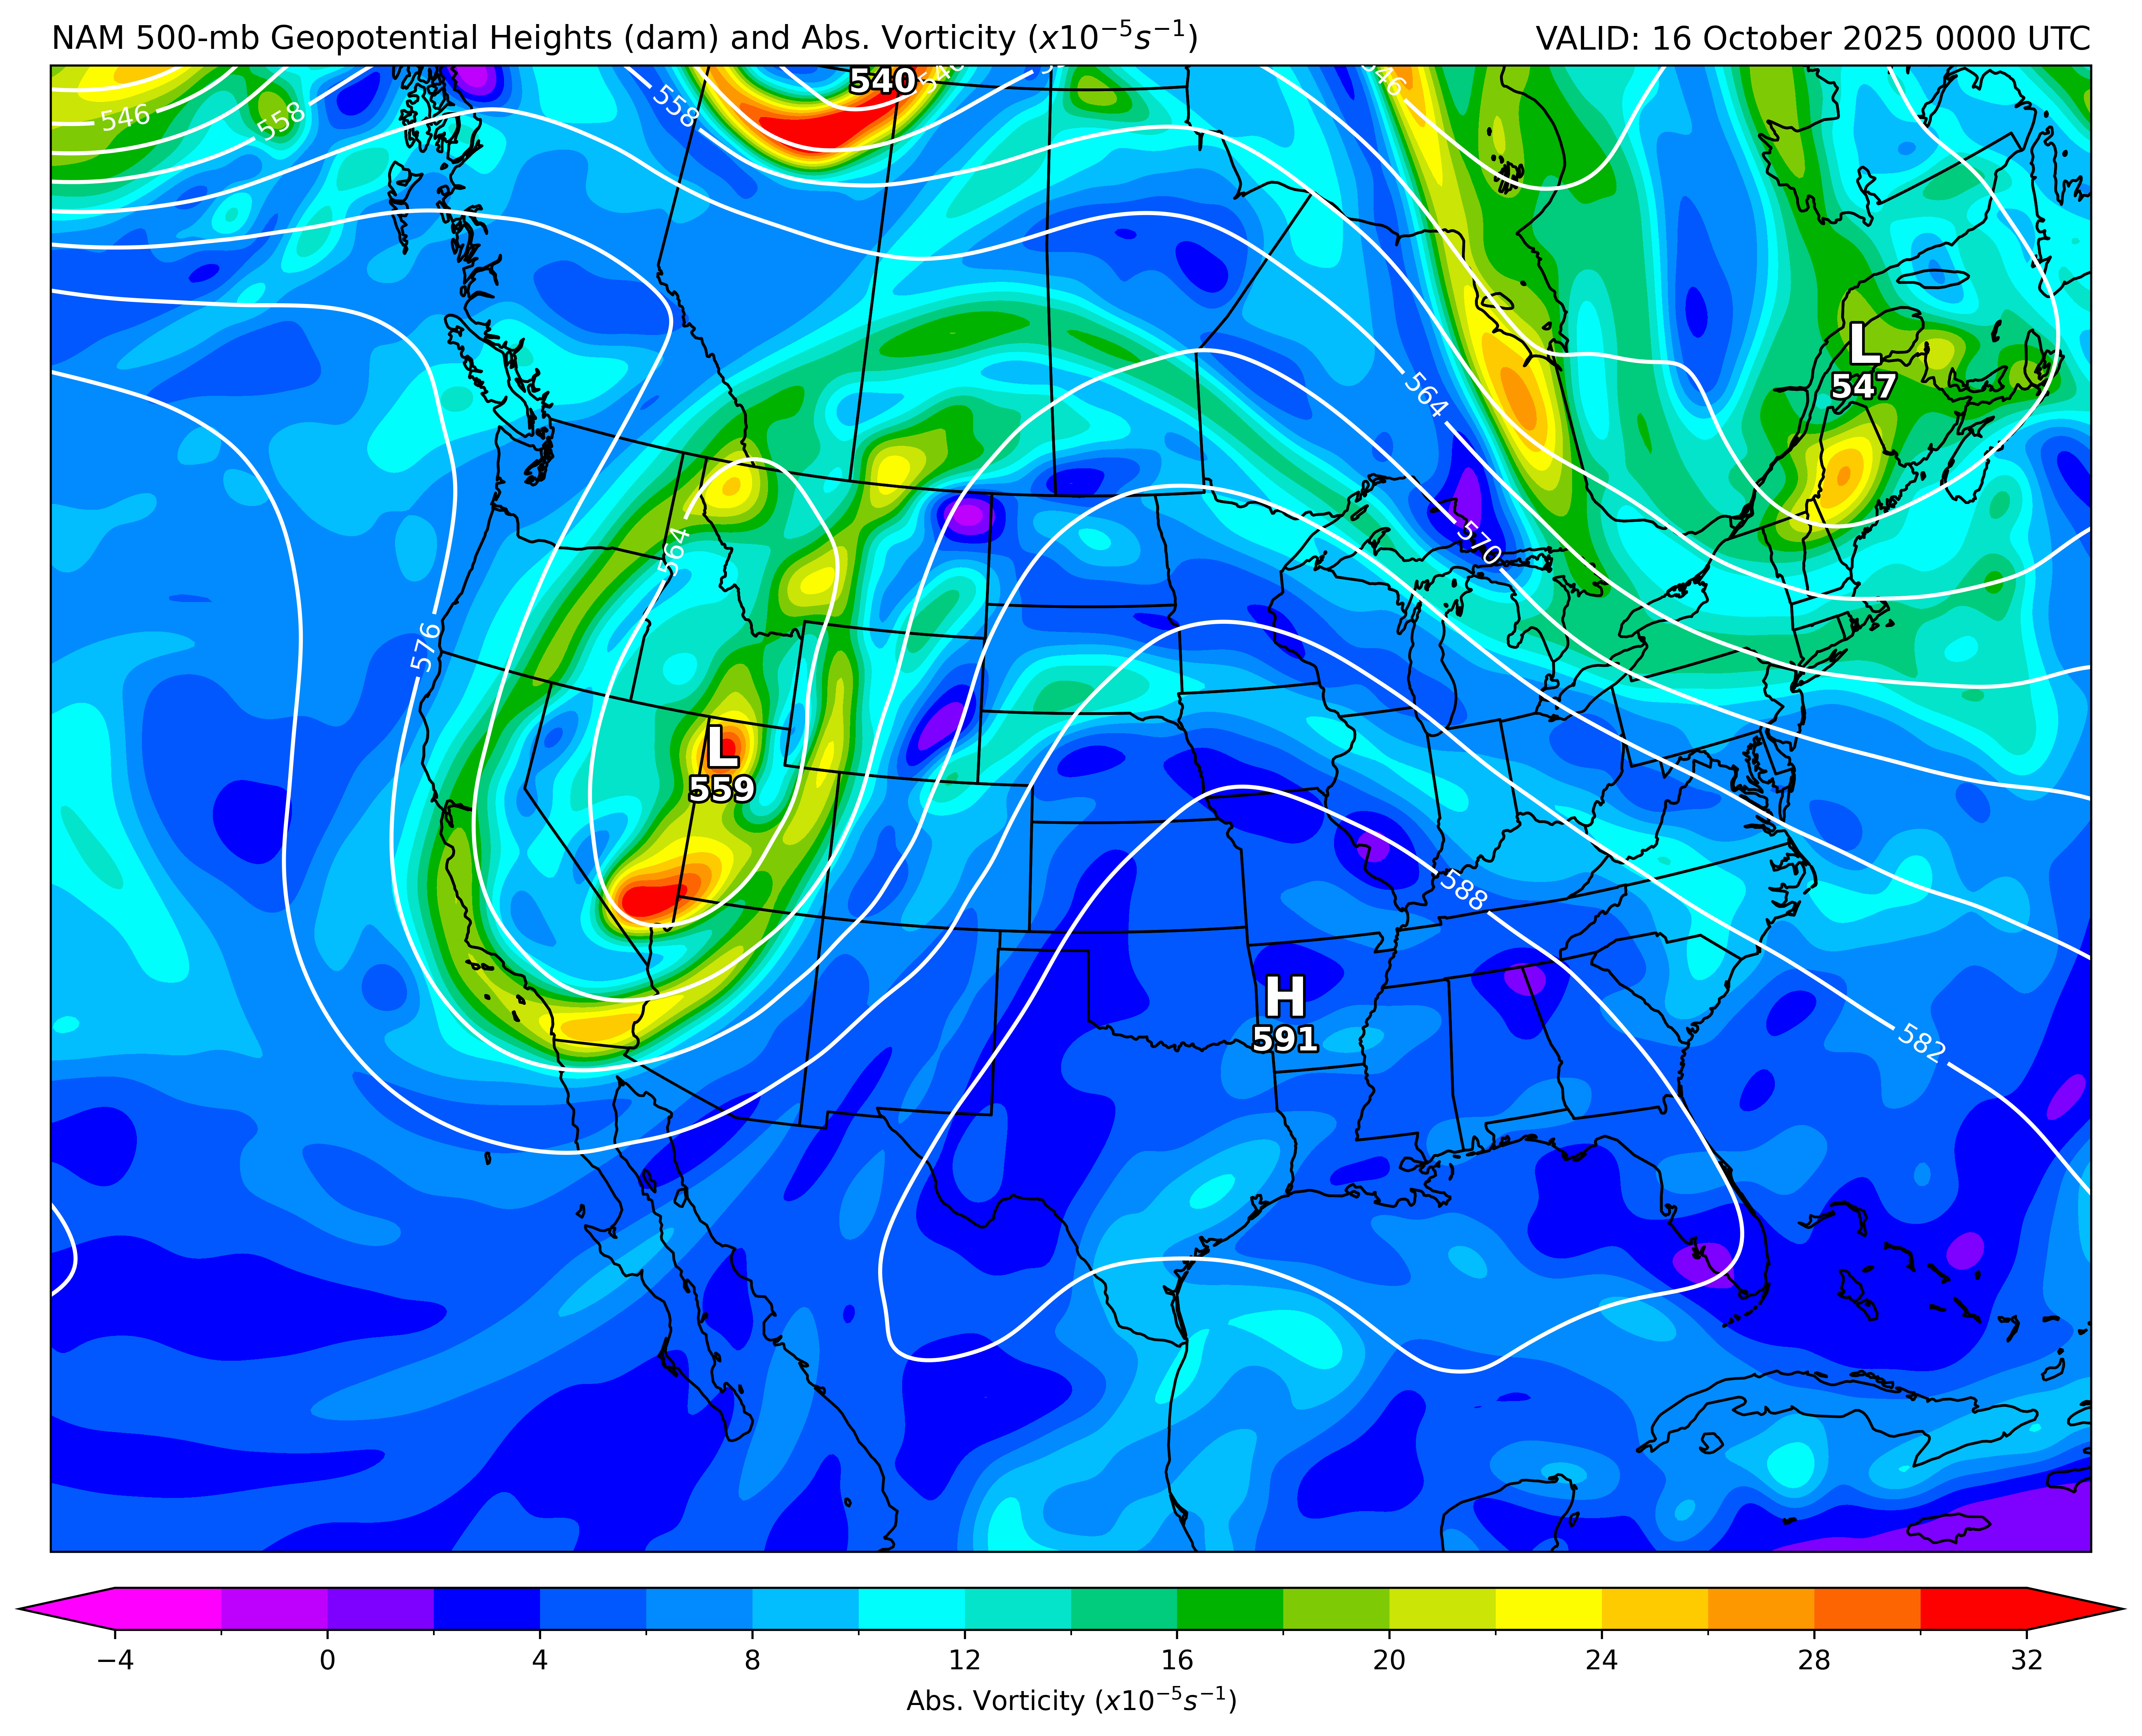 NAM 500-mb Geopotential Heights (dam) and Abs. Vorticity (x10⁻⁵s⁻¹) VALID: 16 October 2025 0000 UTC
540
546
558
558
546
L
547
564
570
564
576
L
559
588
H
591
582
−4 0 4 8 12 16 20 24 28 32
Abs. Vorticity (x10⁻⁵s⁻¹)